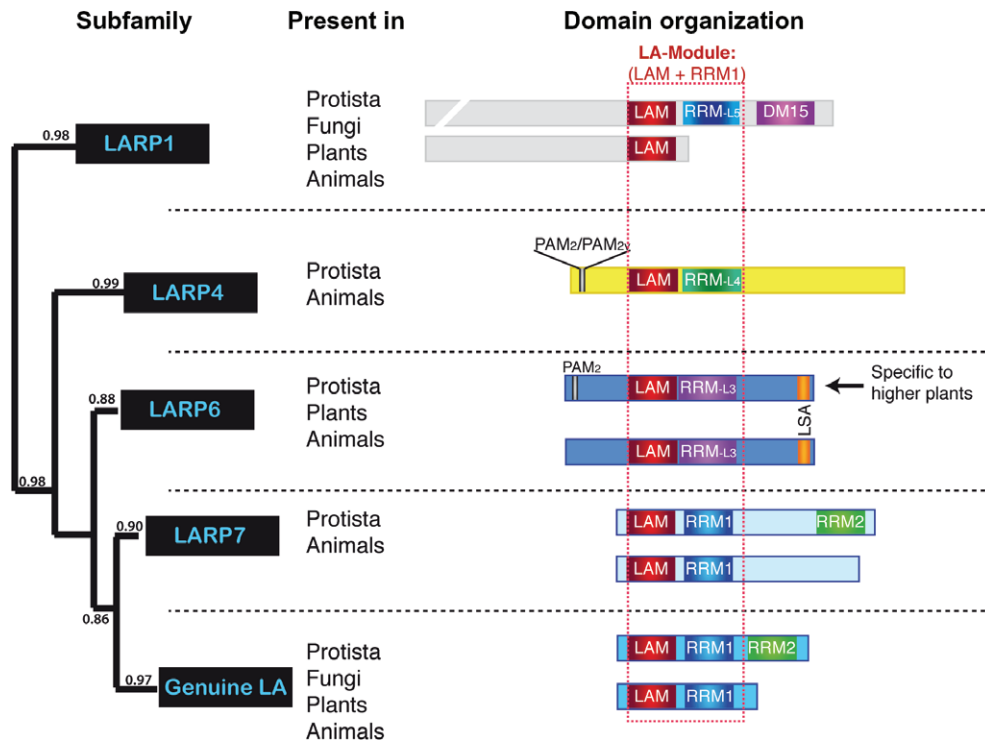 Subfamily
Present in
Domain organization
LA-Module:
(LAM + RRM1)
0.98
LARP1
Protista
Fungi
Plants
Animals
LAM
RRM-L5
DM15
LAM
0.99
LARP4
Protista
Animals
PAM2/PAM2v
LAM
RRM-L4
0.88
LARP6
Protista
Plants
Animals
PAM2
LAM
RRM-L3
LSA
Specific to
higher plants
LAM
RRM-L3
0.98
0.90
LARP7
Protista
Animals
LAM
RRM1
RRM2
LAM
RRM1
0.86
0.97
Genuine LA
Protista
Fungi
Plants
Animals
LAM
RRM1
RRM2
LAM
RRM1